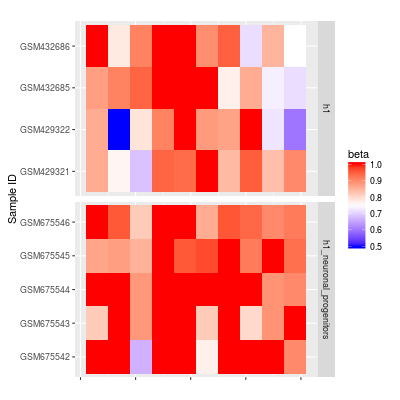 Sample ID
GSM432686
GSM432685
GSM429322
GSM429321
h1
GSM675546
GSM675545
GSM675544
GSM675543
GSM675542
h1_neuronal_progenitors
beta
1.0
0.9
0.8
0.7
0.6
0.5